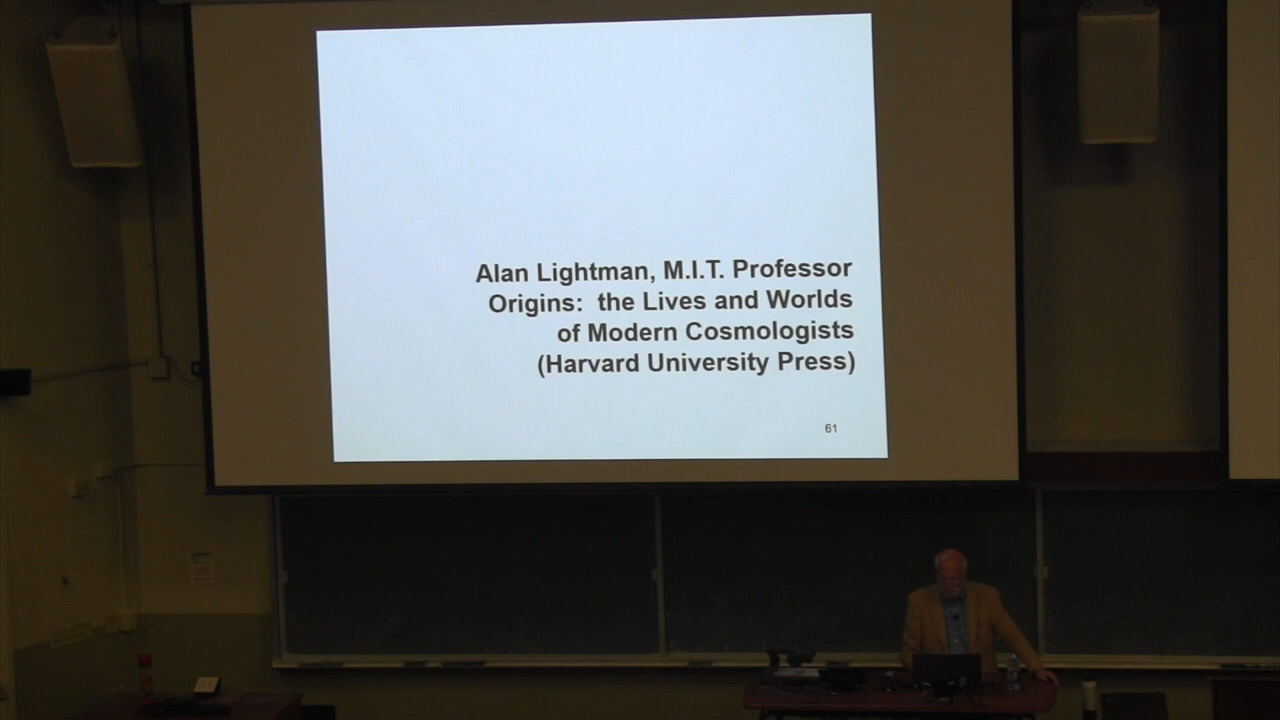 Alan Lightman, M.I.T. Professor
Origins: the Lives and Worlds
of Modern Cosmologists
(Harvard University Press)
61